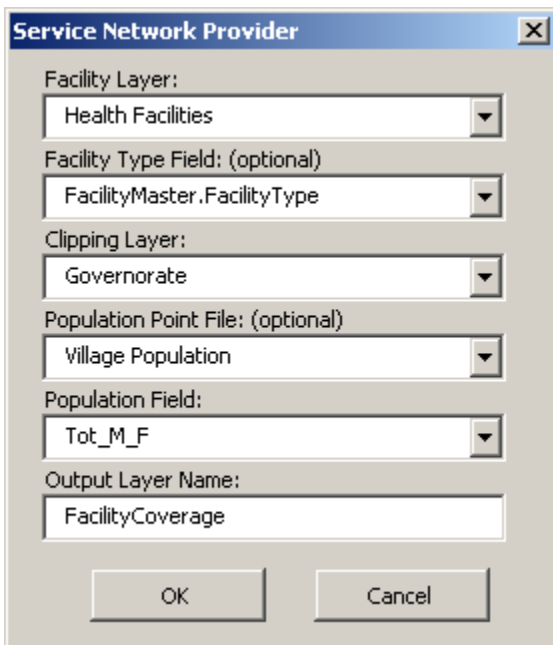 Service Network Provider
Facility Layer:
Health Facilities
Facility Type Field: (optional)
FacilityMaster.FacilityType
Clipping Layer:
Governorate
Population Point File: (optional)
Village Population
Population Field:
Tot_M_F
Output Layer Name:
FacilityCoverage
OK Cancel